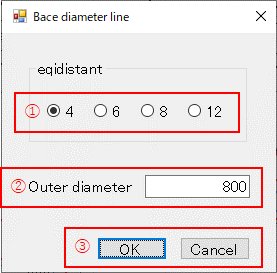 Bace diameter line
eqidistant
① 4 6 8 12
② Outer diameter 800
③ OK Cancel